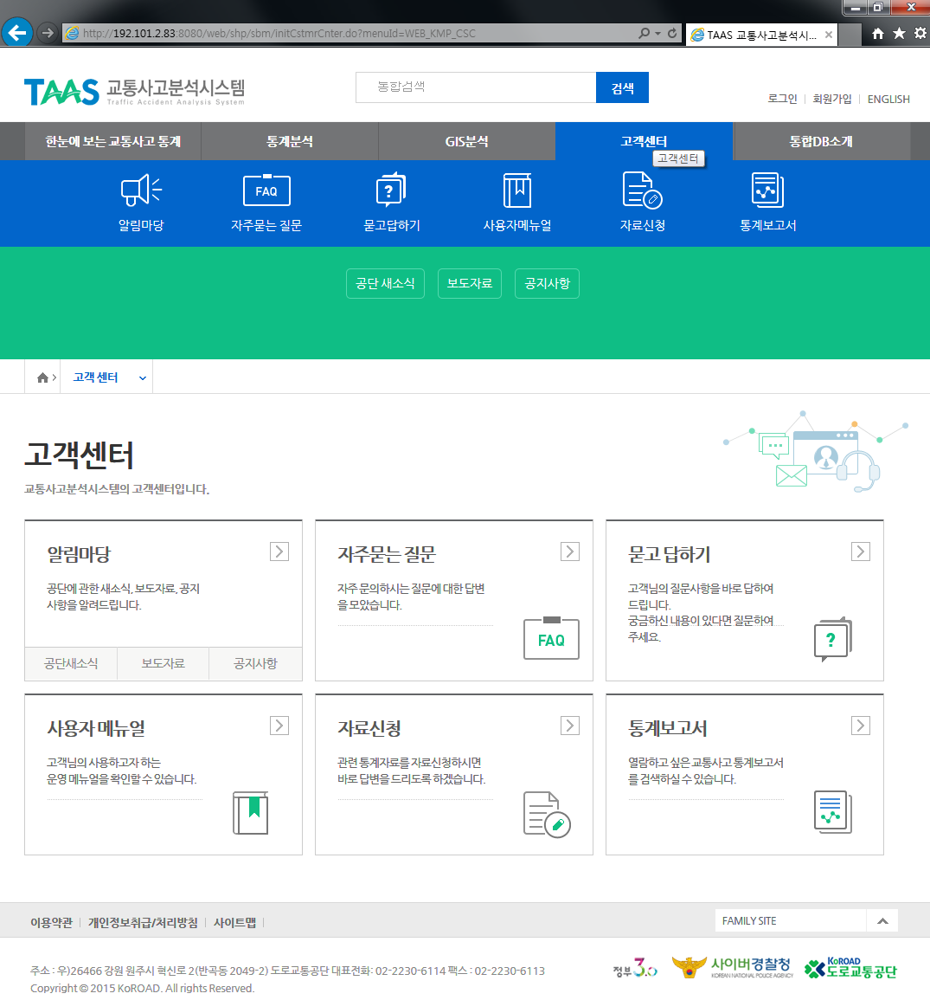 http://192.101.2.83:8080/web/shp/sbm/initCstmrCnter.do?menuId=WEB_KMP_CSC
TAAS 교통사고분석시...
TAAS 교통사고분석시스템
Traffic Accident Analysis System
통합검색
검색
로그인
회원가입
ENGLISH
한눈에 보는 교통사고 통계
통계분석
GIS분석
고객센터
통합DB소개
고객센터
FAQ
?
알림마당
자주묻는 질문
묻고답하기
사용자메뉴얼
자료신청
통계보고서
공단 새소식
보도자료
공지사항
고객 센터
고객센터
교통사고분석시스템의 고객센터입니다.
알림마당
공단에 관한 새소식, 보도자료, 공지
사항을 알려드립니다.
공단새소식
보도자료
공지사항
자주묻는 질문
자주 문의하시는 질문에 대한 답변
을 모았습니다.
FAQ
묻고 답하기
고객님의 질문사항을 바로 답하여
드립니다.
궁금하신 내용이 있다면 질문하여
주세요.
?
사용자 메뉴얼
고객님의 사용하고자 하는
운영 메뉴얼을 확인할 수 있습니다.
자료신청
관련 통계자료를 자료신청하시면
바로 답변을 드리도록 하겠습니다.
통계보고서
열람하고 싶은 교통사고 통계보고서
를 검색하실 수 있습니다.
이용약관
개인정보취급/처리방침
사이트맵
FAMILY SITE
주소 : 우)26466 강원 원주시 혁신로 2(반곡동 2049-2) 도로교통공단 대표전화: 02-2230-6114 팩스 : 02-2230-6113
Copyright © 2015 KoROAD. All rights Reserved.
정부3.0
사이버경찰청
KOREAN NATIONAL POLICE AGENCY
KoROAD
도로교통공단